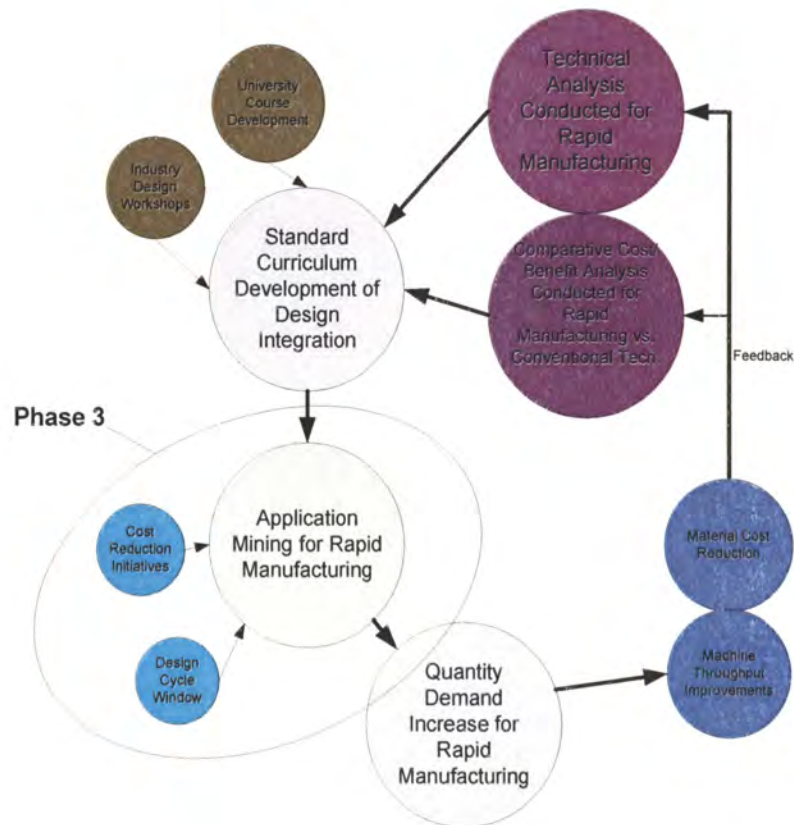 University
Course
Development
Industry
Design
Workshops
Technical
Analysis
Conducted for
Rapid
Manufacturing
Standard
Curriculum
Development of
Design
Integration
Comparative Cost/
Benefit Analysis
Conducted for
Rapid
Manufacturing vs.
Conventional Tech.
Feedback
Phase 3
Application
Mining for Rapid
Manufacturing
Cost
Reduction
Initiatives
Design
Cycle
Window
Quantity
Demand
Increase for
Rapid
Manufacturing
Material Cost
Reduction
Machine
Throughput
Improvements